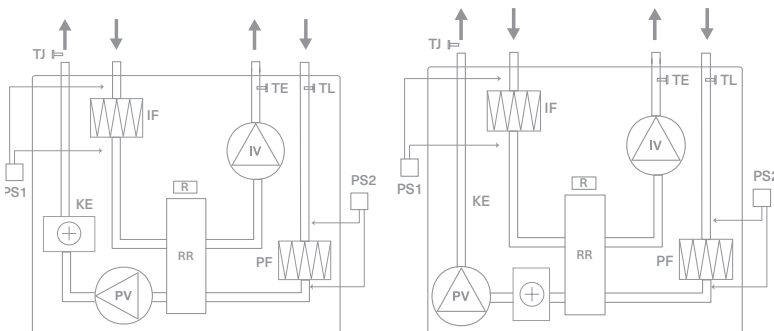 TJ
TE
TL
IF
IV
PS1
R
PS2
KE
RR
PF
PV
TJ
TE
TL
IF
IV
PS1
R
PS2
KE
RR
PF
PV